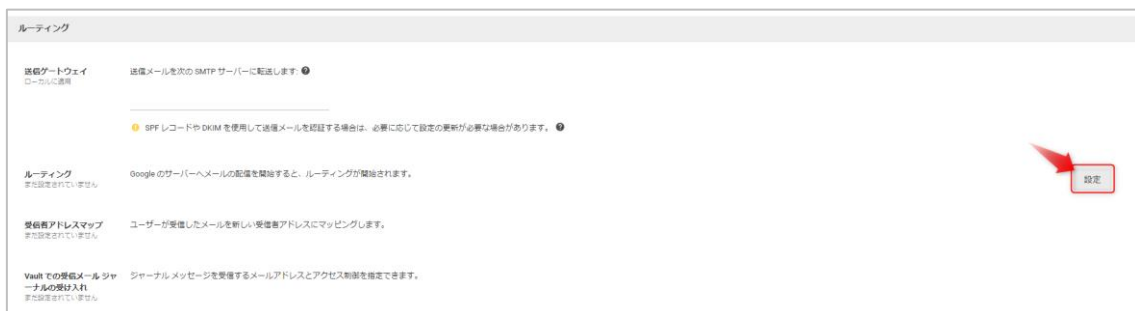 ルーティング
送信ゲートウェイ
ローカルに適用
送信メールを次の SMTP サーバーに転送します:
SPF レコードや DKIM を使用して送信メールを認証する場合は、必要に応じて設定の更新が必要な場合があります。
ルーティング
まだ設定されていません
Google のサーバーへメールの配信を開始すると、ルーティングが開始されます。
設定
受信者アドレスマップ
まだ設定されていません
ユーザーが受信したメールを新しい受信者アドレスにマッピングします。
Vault での受信メール ジャ
ーナルの受け入れ
まだ設定されていません
ジャーナル メッセージを受信するメールアドレスとアクセス制御を指定できます。